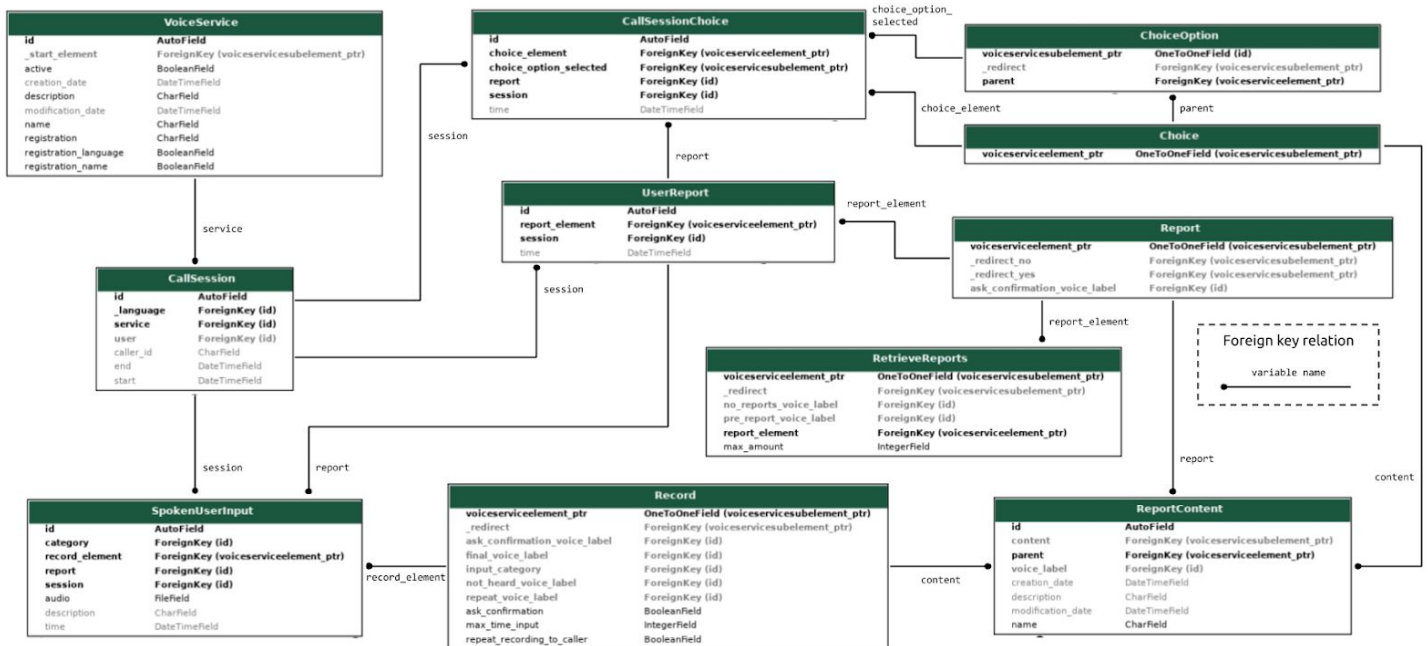 VoiceService
id AutoField
_start_element ForeignKey (voiceservicesubelement_ptr)
active BooleanField
creation_date DateTimeField
description CharField
modification_date DateTimeField
name CharField
registration CharField
registration_language BooleanField
registration_name BooleanField
CallSessionChoice
id AutoField
choice_element ForeignKey (voiceserviceelement_ptr)
choice_option_selected ForeignKey (voiceservicesubelement_ptr)
report ForeignKey (id)
session ForeignKey (id)
time DateTimeField
choice_option_
selected
ChoiceOption
voiceservicesubelement_ptr OneToOneField (id)
_redirect ForeignKey (voiceservicesubelement_ptr)
parent ForeignKey (voiceserviceelement_ptr)
choice_element
parent
Choice
voiceserviceelement_ptr OneToOneField (voiceservicesubelement_ptr)
session
report
service
UserReport
id AutoField
report_element ForeignKey (voiceserviceelement_ptr)
session ForeignKey (id)
time DateTimeField
report_element
Report
voiceserviceelement_ptr OneToOneField (voiceservicesubelement_ptr)
_redirect_no ForeignKey (voiceservicesubelement_ptr)
_redirect_yes ForeignKey (voiceservicesubelement_ptr)
ask_confirmation_voice_label ForeignKey (id)
CallSession
id AutoField
_language ForeignKey (id)
service ForeignKey (id)
user ForeignKey (id)
caller_id CharField
end DateTimeField
start DateTimeField
session
report_element
Foreign key relation
variable name
RetrieveReports
voiceserviceelement_ptr OneToOneField (voiceservicesubelement_ptr)
_redirect ForeignKey (voiceservicesubelement_ptr)
no_reports_voice_label ForeignKey (id)
pre_report_voice_label ForeignKey (id)
report_element ForeignKey (voiceserviceelement_ptr)
max_amount IntegerField
session
report
report
content
SpokenUserInput
id AutoField
category ForeignKey (id)
record_element ForeignKey (voiceserviceelement_ptr)
report ForeignKey (id)
session ForeignKey (id)
audio FileField
description CharField
time DateTimeField
record_element
Record
voiceserviceelement_ptr OneToOneField (voiceservicesubelement_ptr)
_redirect ForeignKey (voiceservicesubelement_ptr)
ask_confirmation_voice_label ForeignKey (id)
final_voice_label ForeignKey (id)
input_category ForeignKey (id)
not_heard_voice_label ForeignKey (id)
repeat_voice_label ForeignKey (id)
ask_confirmation BooleanField
max_time_input IntegerField
repeat_recording_to_caller BooleanField
content
ReportContent
id AutoField
content ForeignKey (voiceservicesubelement_ptr)
parent ForeignKey (voiceserviceelement_ptr)
voice_label ForeignKey (id)
creation_date DateTimeField
description CharField
modification_date DateTimeField
name CharField